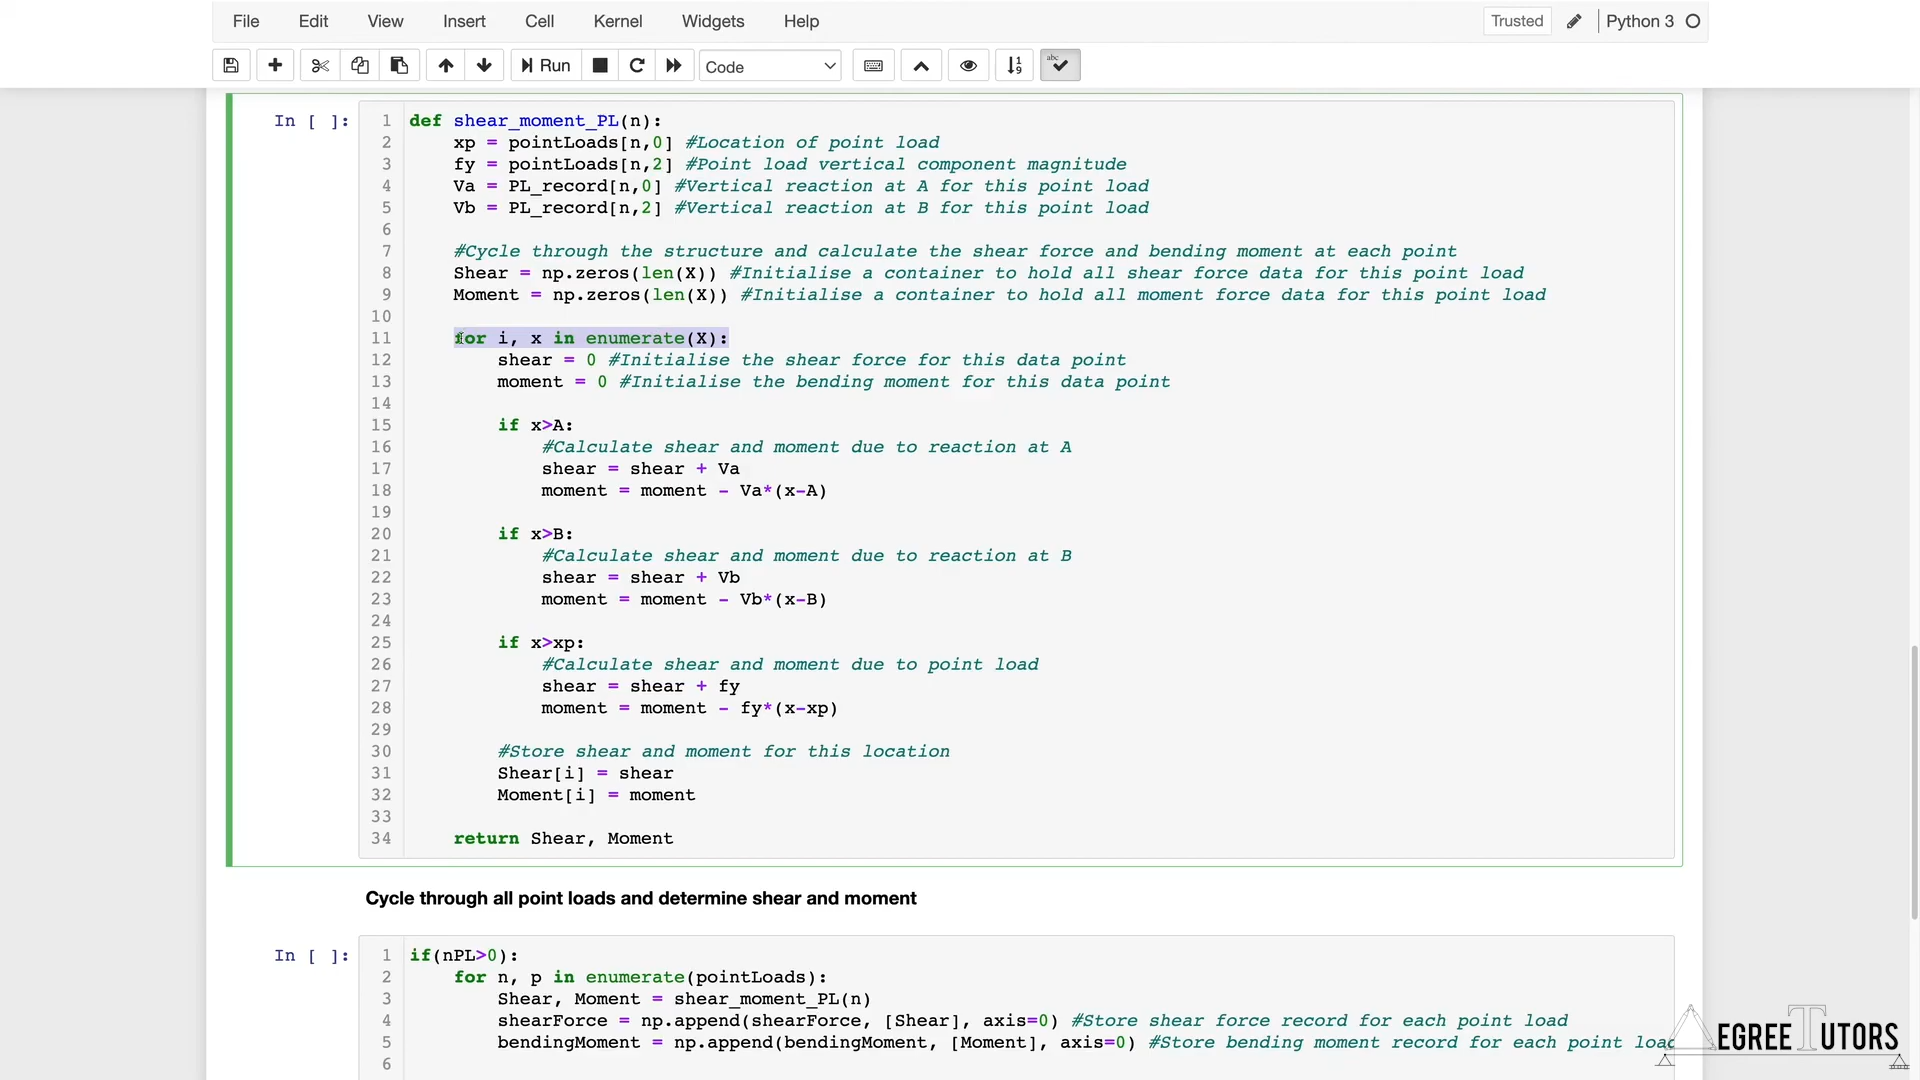 File Edit View Insert Cell Kernel Widgets Help Trusted Python 3
Run Code
In [ ]:
1 def shear_moment_PL(n):
2 xp = pointLoads[n,0] #Location of point load
3 fy = pointLoads[n,2] #Point load vertical component magnitude
4 Va = PL_record[n,0] #Vertical reaction at A for this point load
5 Vb = PL_record[n,2] #Vertical reaction at B for this point load
6
7 #Cycle through the structure and calculate the shear force and bending moment at each point
8 Shear = np.zeros(len(X)) #Initialise a container to hold all shear force data for this point load
9 Moment = np.zeros(len(X)) #Initialise a container to hold all moment force data for this point load
10
11 for i, x in enumerate(X):
12 shear = 0 #Initialise the shear force for this data point
13 moment = 0 #Initialise the bending moment for this data point
14
15 if x>A:
16 #Calculate shear and moment due to reaction at A
17 shear = shear + Va
18 moment = moment - Va*(x-A)
19
20 if x>B:
21 #Calculate shear and moment due to reaction at B
22 shear = shear + Vb
23 moment = moment - Vb*(x-B)
24
25 if x>xp:
26 #Calculate shear and moment due to point load
27 shear = shear + fy
28 moment = moment - fy*(x-xp)
29
30 #Store shear and moment for this location
31 Shear[i] = shear
32 Moment[i] = moment
33
34 return Shear, Moment
Cycle through all point loads and determine shear and moment
In [ ]:
1 if(nPL>0):
2 for n, p in enumerate(pointLoads):
3 Shear, Moment = shear_moment_PL(n)
4 shearForce = np.append(shearForce, [Shear], axis=0) #Store shear force record for each point load
5 bendingMoment = np.append(bendingMoment, [Moment], axis=0) #Store bending moment record for each point load
6
DEGREE TUTORS